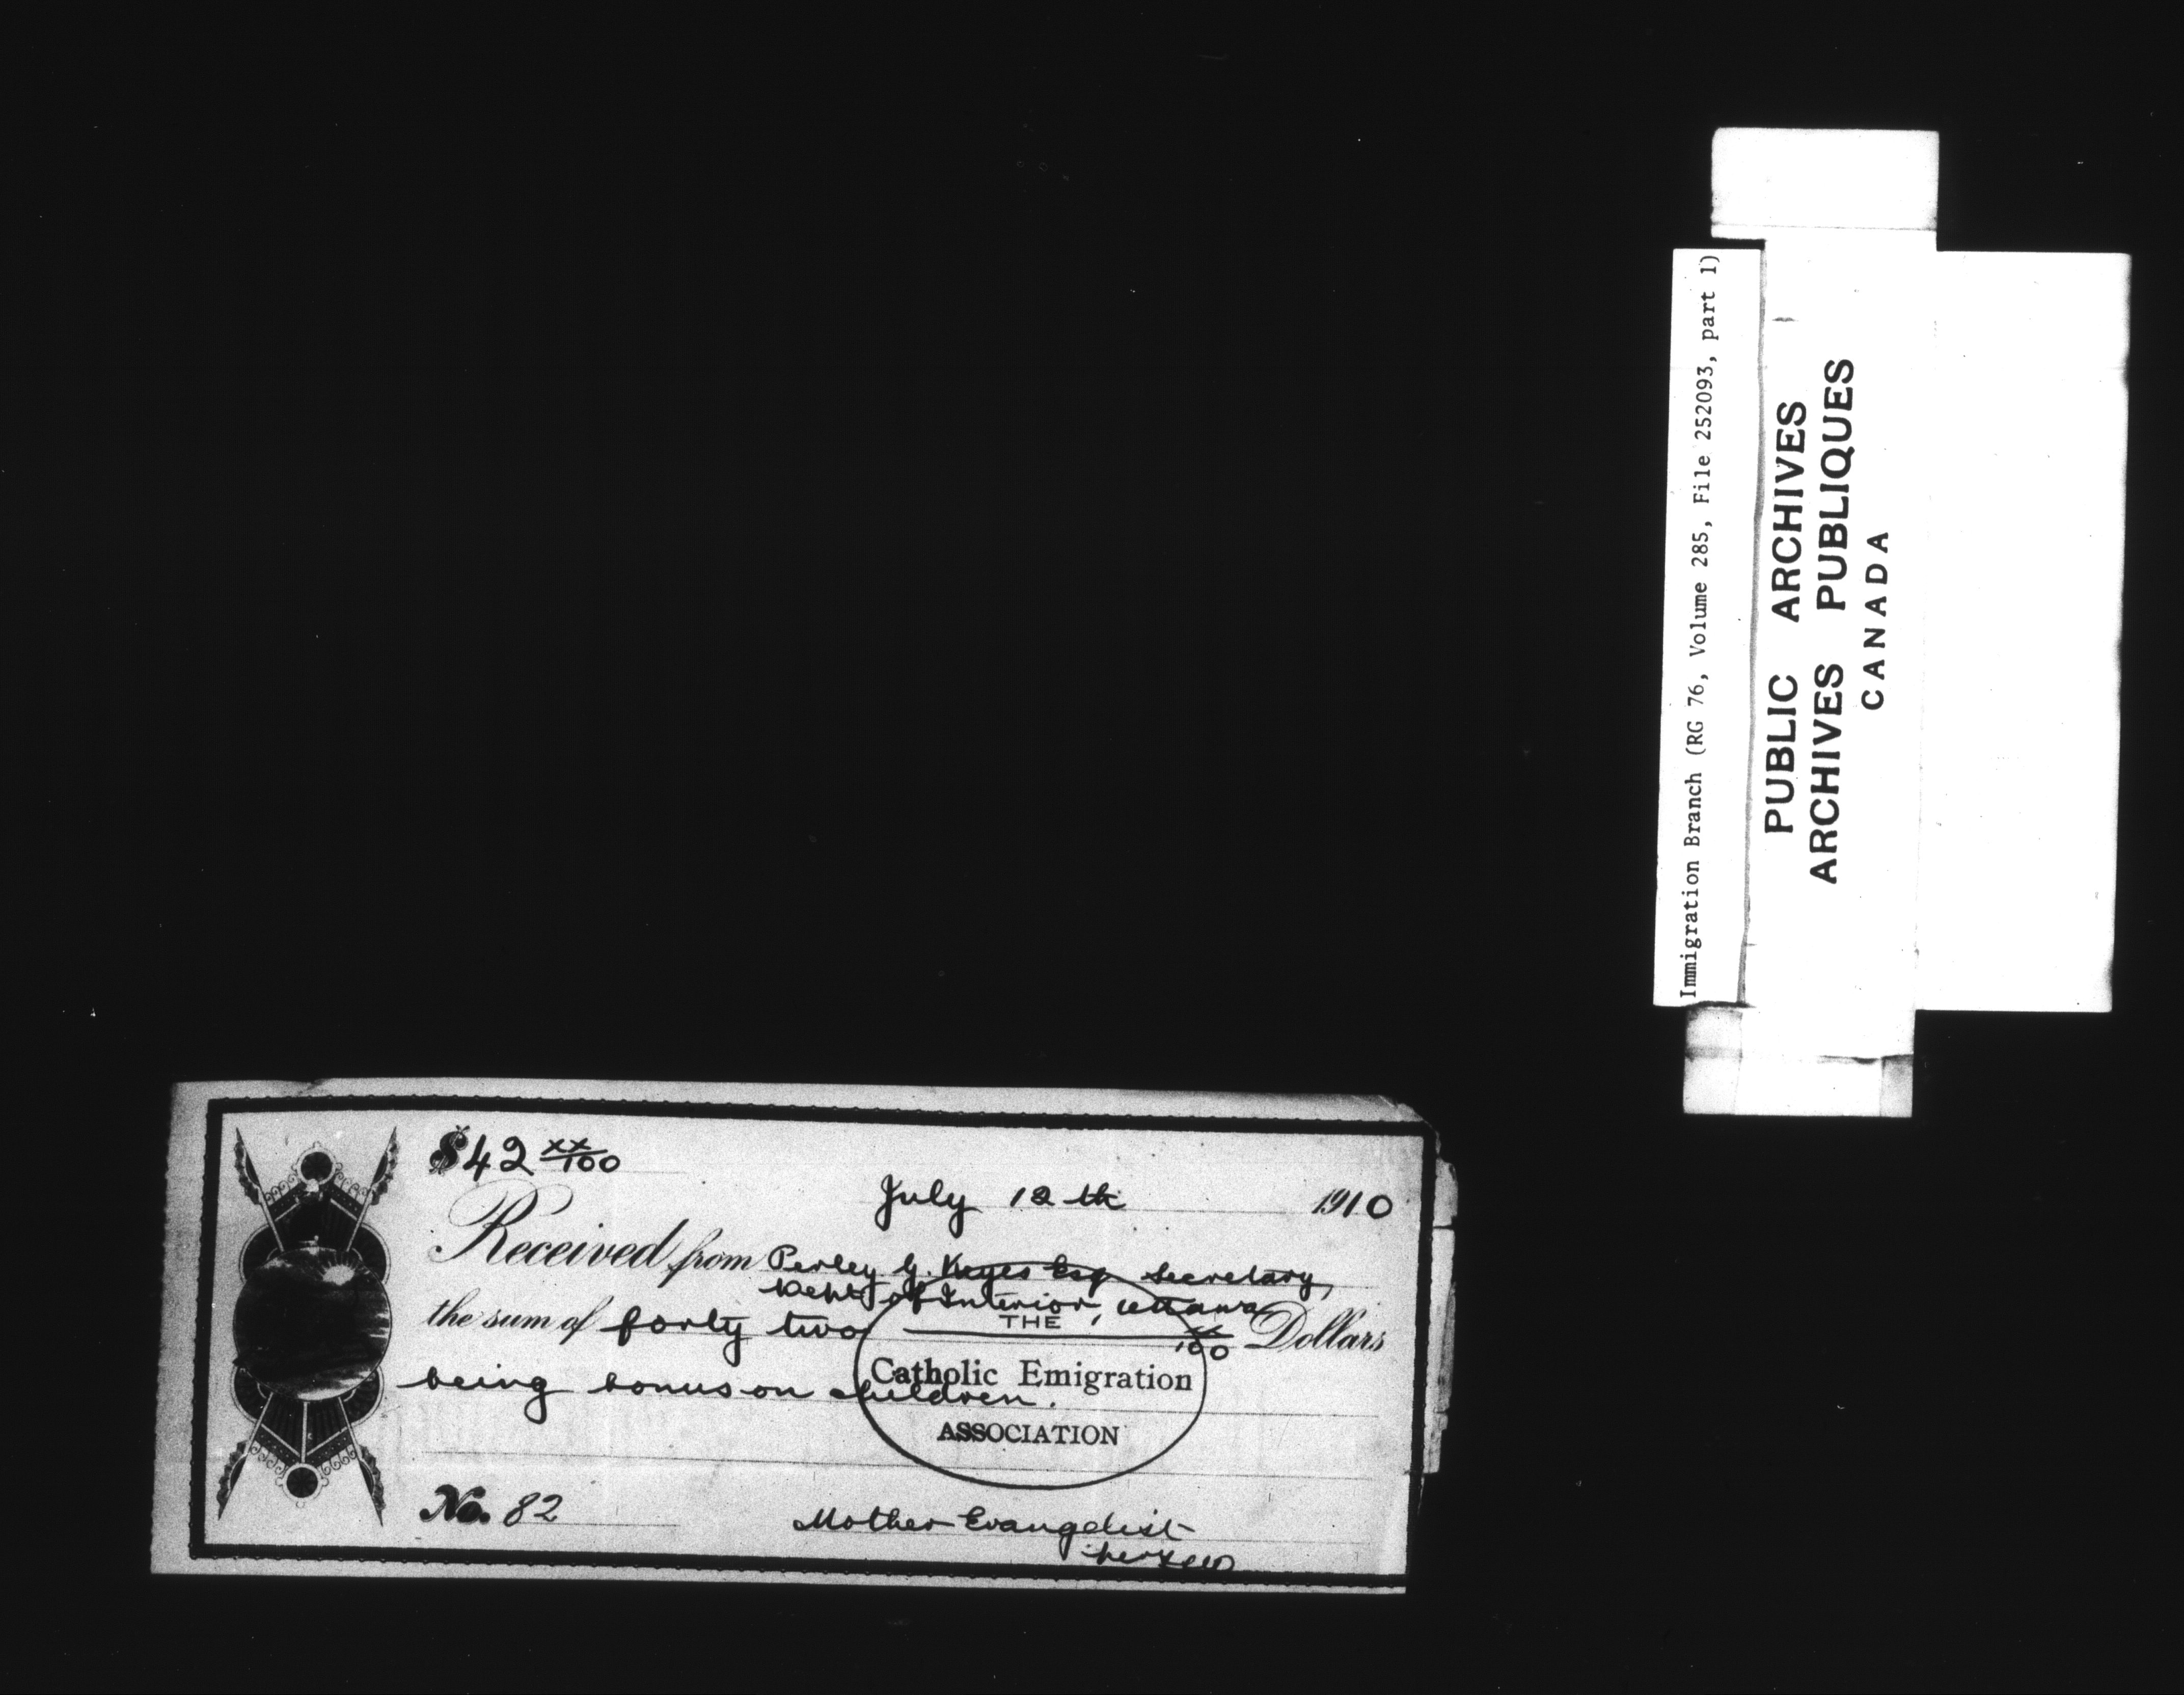 $42 xx/100
July 12th 1910
Received from Perley G. Keyes Esq Secretary,
Dept of Interior, Ottawa
the sum of forty two xx/100 Dollars
being bonus on children.
THE
Catholic Emigration
ASSOCIATION
No. 82
Mother Evangelist
per
Immigration Branch (RG 76, Volume 285, File 252093, part 1)
PUBLIC ARCHIVES
ARCHIVES PUBLIQUES
CANADA